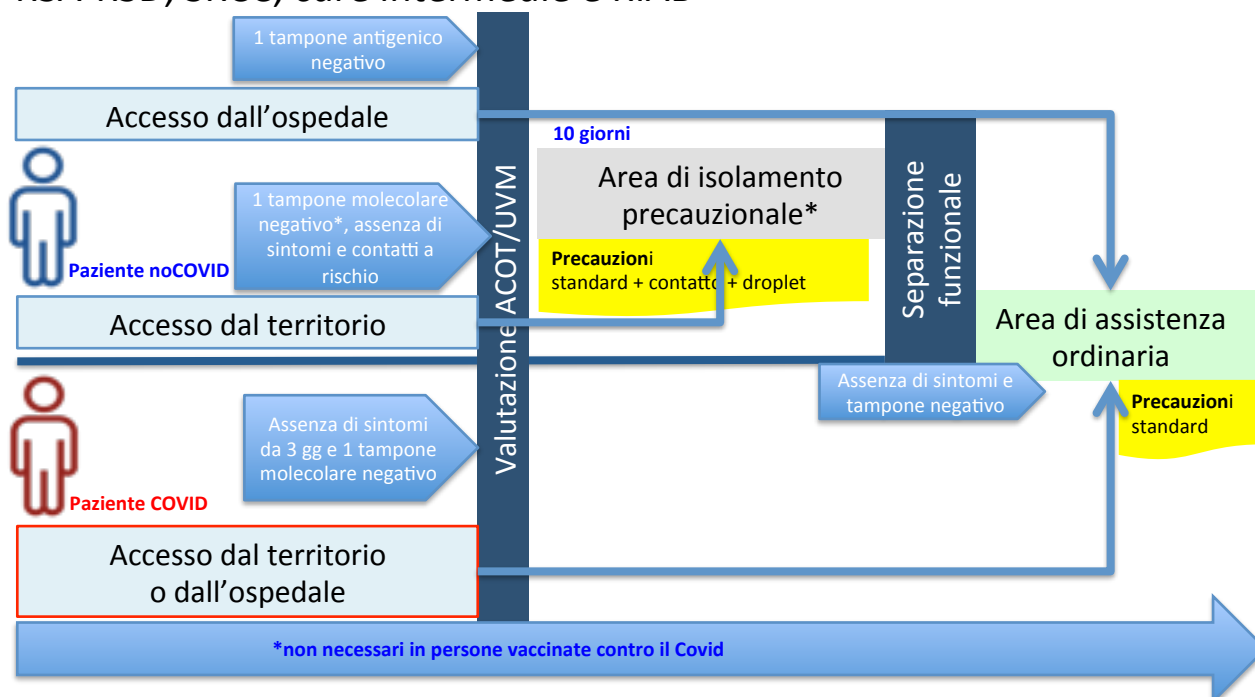 1 tampone antigenico
negativo
Accesso dall'ospedale
10 giorni
Area di isolamento
precauzionale*
1 tampone molecolare
negativo*, assenza di
sintomi e contatti a
rischio
Paziente noCOVID
Precauzioni
standard + contatto + droplet
Accesso dal territorio
Valutazione ACOT/UVM
Separazione
funzionale
Area di assistenza
ordinaria
Assenza di sintomi e
tampone negativo
Precauzioni
standard
Assenza di sintomi
da 3 gg e 1 tampone
molecolare negativo
Paziente COVID
Accesso dal territorio
o dall'ospedale
*non necessari in persone vaccinate contro il Covid